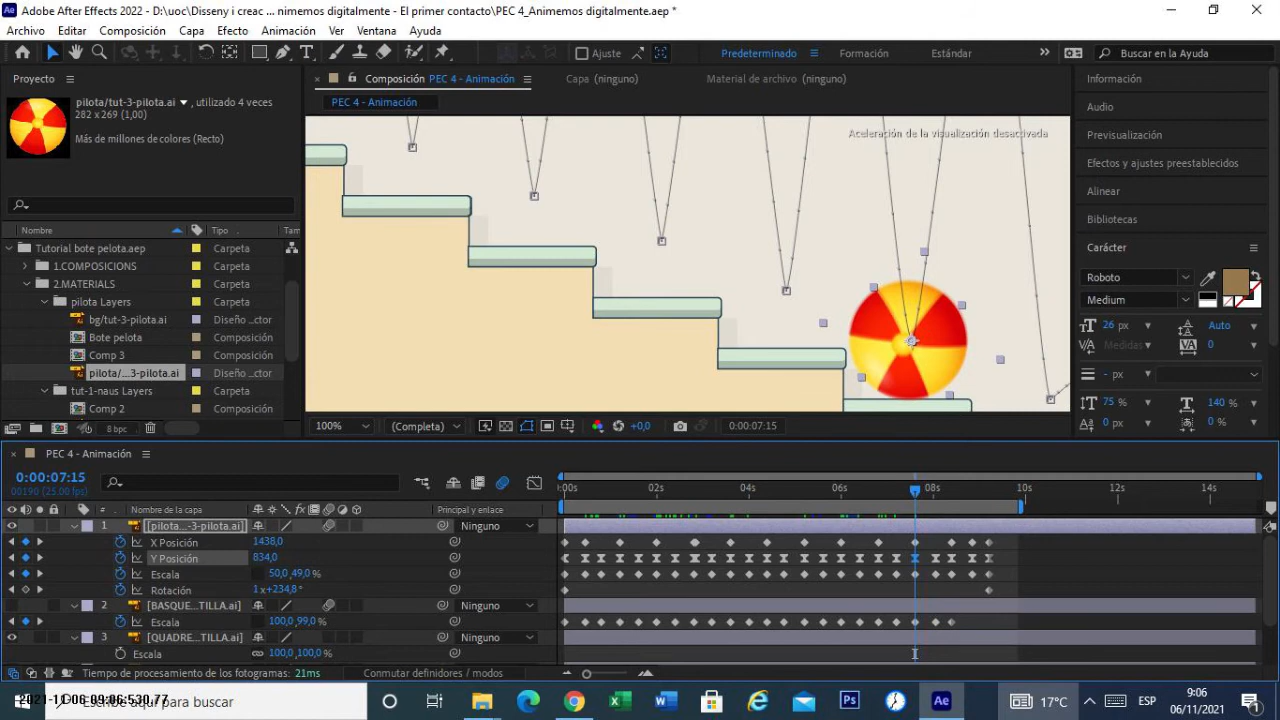 Adobe After Effects 2022 - D:\uoc\Disseny i creac ... nimemos digitalmente - El primer contacto\PEC 4_Animemos digitalmente.aep *
Archivo Editar Composición Capa Efecto Animación Ver Ventana Ayuda
Ajuste Predeterminado Formación Estándar Buscar en la Ayuda
Proyecto
pilota/tut-3-pilota.ai , utilizado 4 veces
282 x 269 (1,00)
Más de millones de colores (Recto)
Nombre Tipo Tam
Tutorial bote pelota.aep Carpeta
1.COMPOSICIONS Carpeta
2.MATERIALS Carpeta
pilota Layers Carpeta
bg/tut-3-pilota.ai Diseño ...ctor
Bote pelota Composición
Comp 3 Composición
pilota/...3-pilota.ai Diseño ...ctor
tut-1-naus Layers Carpeta
Comp 2 Composición
8 bpc
Composición PEC 4 - Animación
Capa (ninguno)
Material de archivo (ninguno)
PEC 4 - Animación
Aceleración de la visualización desactivada
100% (Completa) +0,0 0:00:07:15
Información
Audio
Previsualización
Efectos y ajustes preestablecidos
Alinear
Bibliotecas
Carácter
Roboto
Medium
26 px Auto
Medidas 0
- px
75 % 140 %
0 px 0 %
PEC 4 - Animación
0:00:07:15
00190 (25.00 fps)
:00s 02s 04s 06s 08s 10s 12s 14s
# Nombre de la capa Principal y enlace
1 [pilota...-3-pilota.ai] Ninguno
X Posición 1438,0
Y Posición 834,0
Escala 50,0,49,0 %
Rotación 1x+234,8°
2 [BASQUE...TILLA.ai] Ninguno
Escala 100,0,99,0 %
3 [QUADRE...TILLA.ai] Ninguno
Escala 100,0,100,0 %
Tiempo de procesamiento de los fotogramas: 21ms Conmutar definidores / modos
aquí para buscar
17°C
ESP
9:06
06/11/2021
1